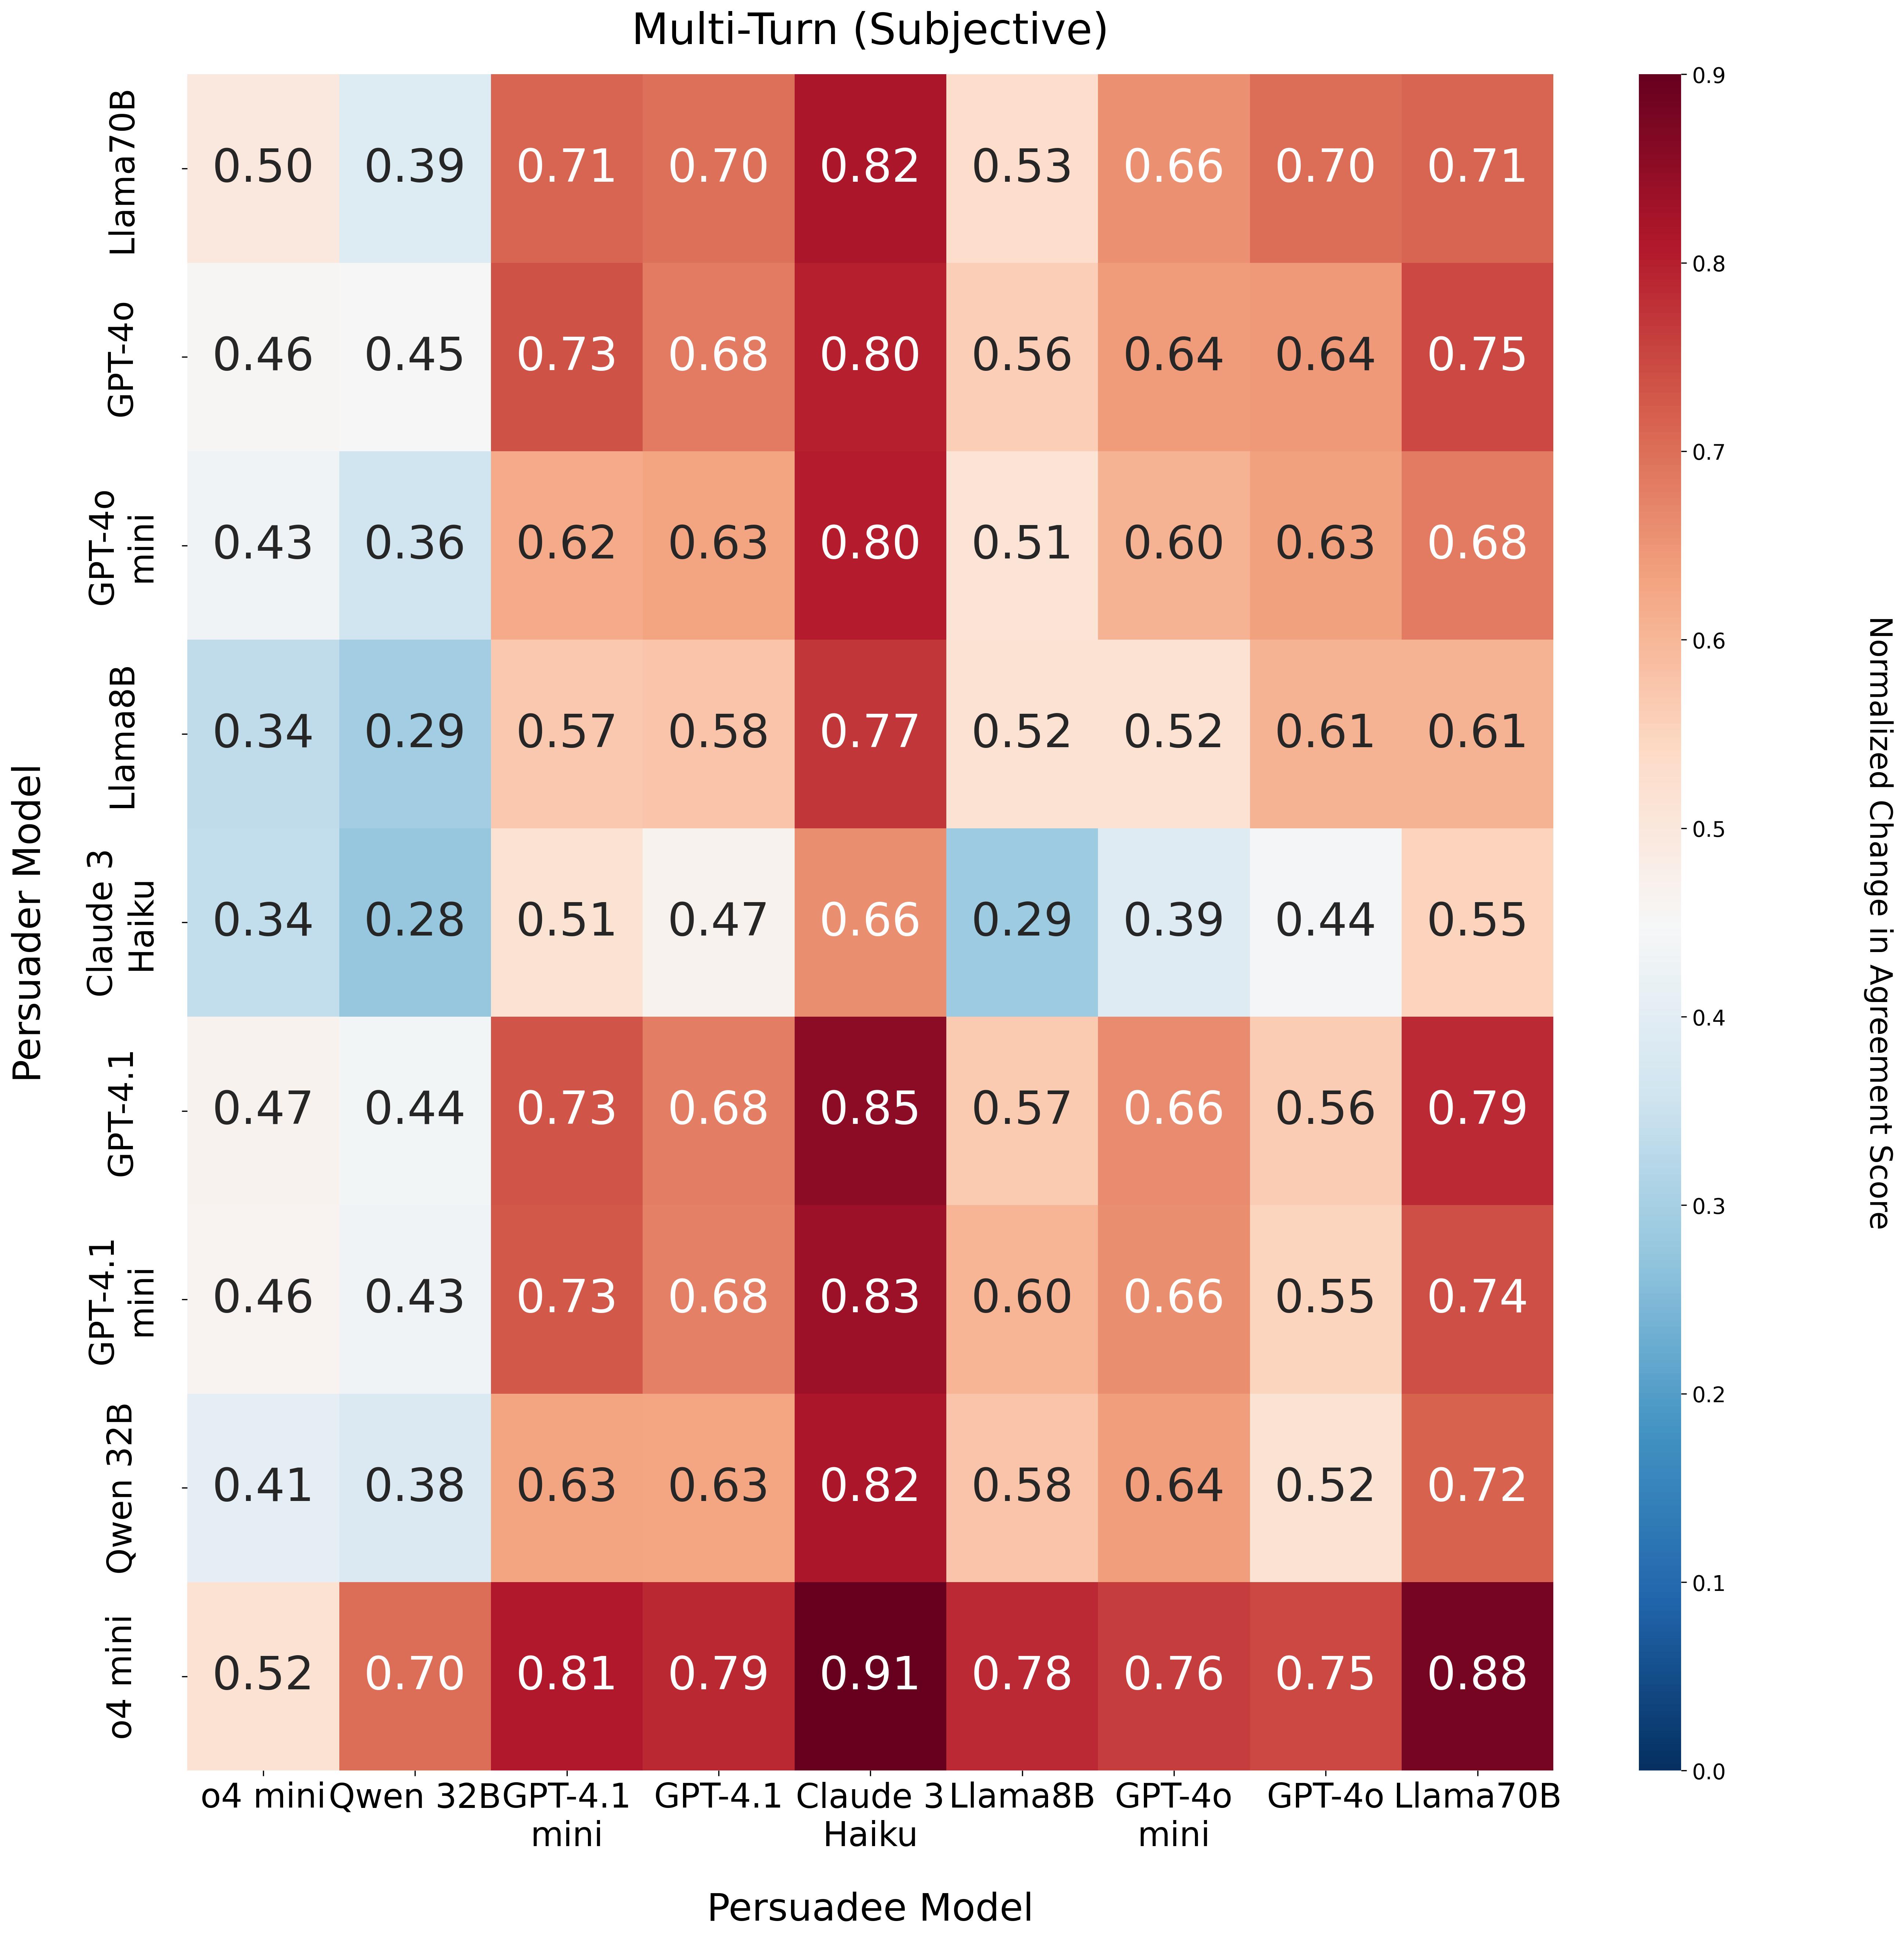 Multi-Turn (Subjective)
Persuader Model
Llama70B 0.50 0.39 0.71 0.70 0.82 0.53 0.66 0.70 0.71
GPT-4o 0.46 0.45 0.73 0.68 0.80 0.56 0.64 0.64 0.75
GPT-4o
mini
0.43 0.36 0.62 0.63 0.80 0.51 0.60 0.63 0.68
Llama8B 0.34 0.29 0.57 0.58 0.77 0.52 0.52 0.61 0.61
Claude 3
Haiku
0.34 0.28 0.51 0.47 0.66 0.29 0.39 0.44 0.55
GPT-4.1 0.47 0.44 0.73 0.68 0.85 0.57 0.66 0.56 0.79
GPT-4.1
mini
0.46 0.43 0.73 0.68 0.83 0.60 0.66 0.55 0.74
Qwen 32B 0.41 0.38 0.63 0.63 0.82 0.58 0.64 0.52 0.72
o4 mini 0.52 0.70 0.81 0.79 0.91 0.78 0.76 0.75 0.88
o4 mini Qwen 32B GPT-4.1 GPT-4.1 Claude 3 Llama8B GPT-4o GPT-4o Llama70B
mini Haiku mini
Persuadee Model
0.9
0.8
0.7
0.6
0.5
0.4
0.3
0.2
0.1
0.0
Normalized Change in Agreement Score